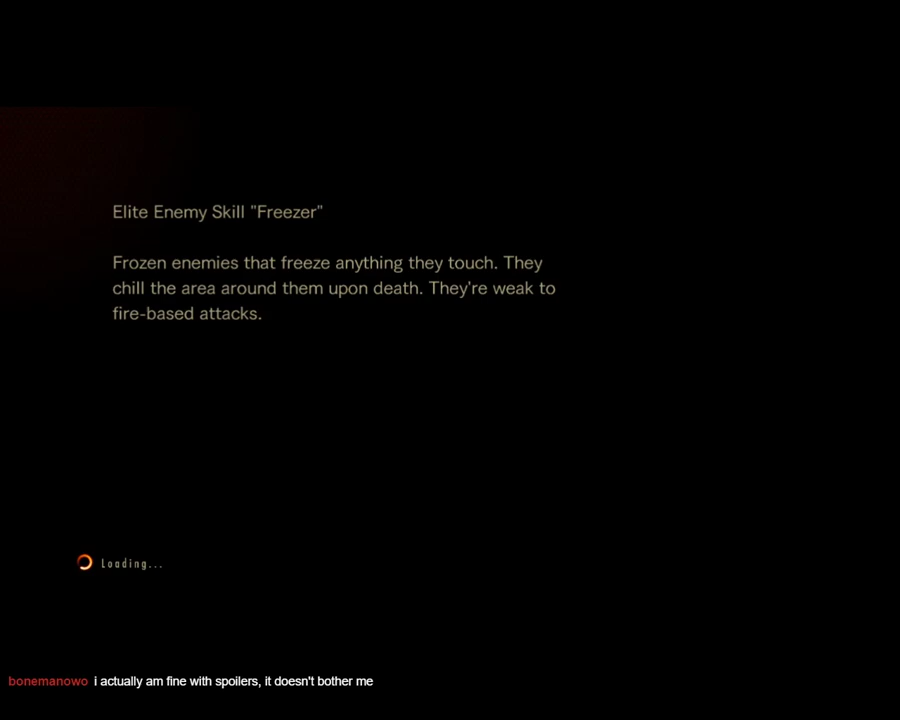 Elite Enemy Skill "Freezer"
Frozen enemies that freeze anything they touch. They
chill the area around them upon death. They're weak to
fire-based attacks.
Loading...
bonemanowo i actually am fine with spoilers, it doesn't bother me